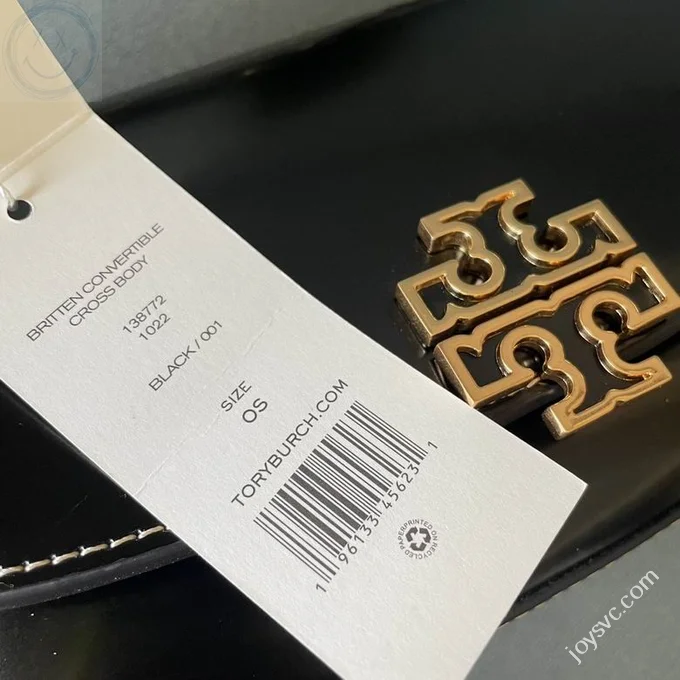 BRITTEN CONVERTIBLE
CROSS BODY
138772
1022
BLACK / 001
SIZE
OS
TORYBURCH.COM
1 96133 45623 1
PAPER PRINTED ON
RECYCLED
joysvc.com